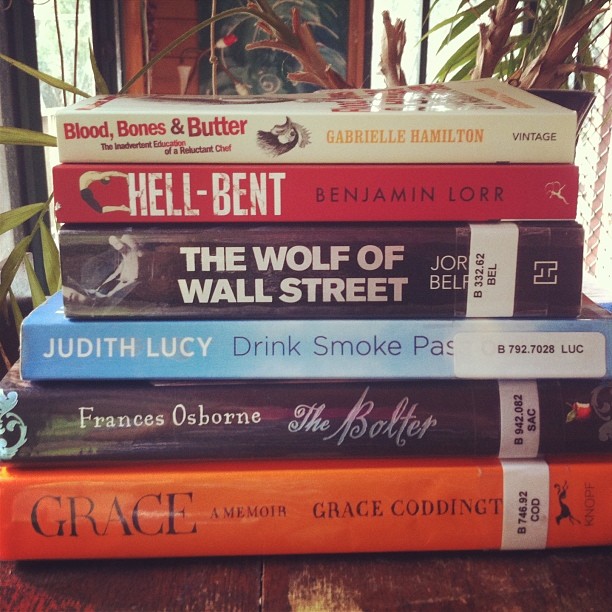 Blood, Bones & Butter
The Inadvertent Education
of a Reluctant Chef
GABRIELLE HAMILTON
VINTAGE
HELL-BENT
BENJAMIN LORR
THE WOLF OF
WALL STREET
JOR
BELF
B 332.62
BEL
JUDITH LUCY
Drink Smoke Pas
B 792.7028 LUC
Frances Osborne
The Bolter
B 942.082
SAC
GRACE
A MEMOIR
GRACE CODDINGT
B 746.92
COD
KNOPF